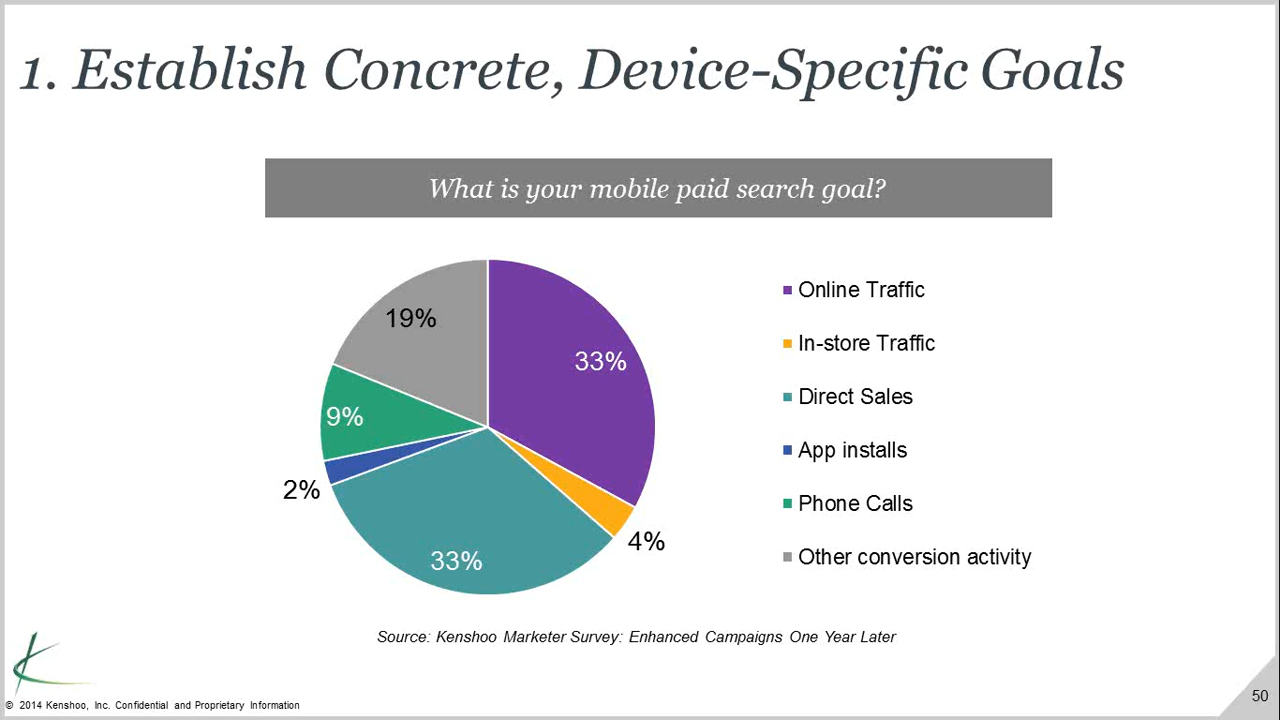 1. Establish Concrete, Device-Specific Goals
What is your mobile paid search goal?
19%
33%
9%
2%
33%
4%
Online Traffic
In-store Traffic
Direct Sales
App installs
Phone Calls
Other conversion activity
Source: Kenshoo Marketer Survey: Enhanced Campaigns One Year Later
© 2014 Kenshoo, Inc. Confidential and Proprietary Information
50